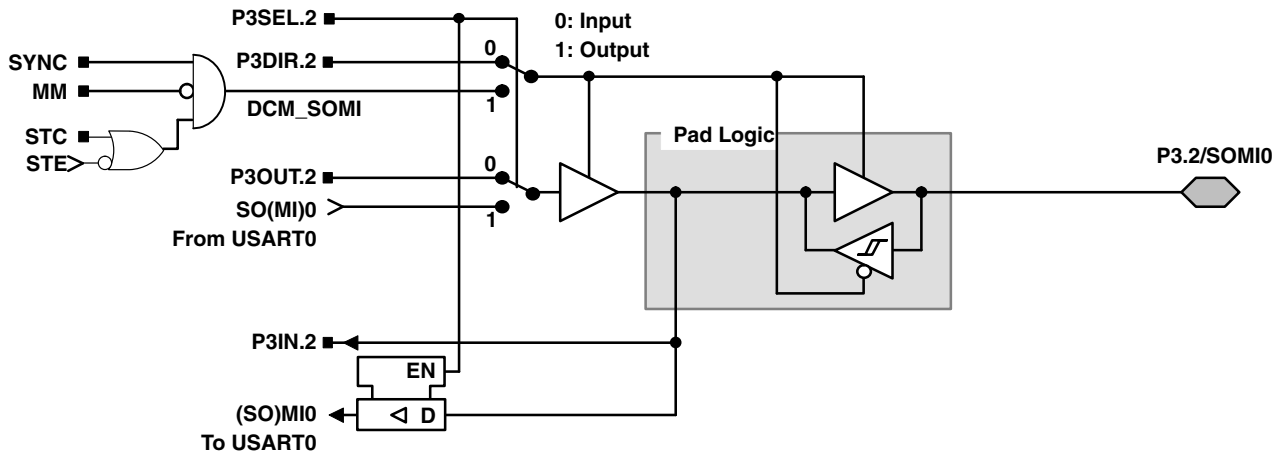 P3SEL.2
0: Input
1: Output
SYNC
P3DIR.2
0
MM
DCM_SOMI
1
STC
STE
Pad Logic
P3.2/SOMI0
P3OUT.2
0
SO(MI)0
1
From USART0
P3IN.2
EN
(SO)MI0
D
To USART0